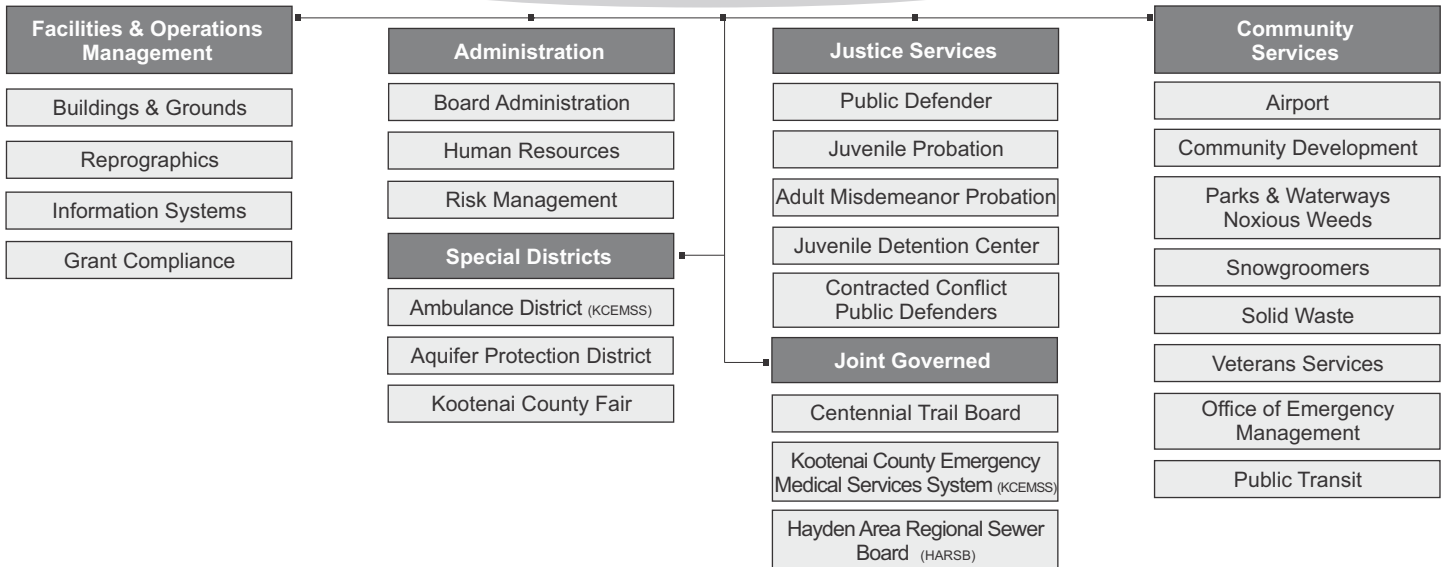 Facilities & Operations
Management
Buildings & Grounds
Reprographics
Information Systems
Grant Compliance
Administration
Board Administration
Human Resources
Risk Management
Special Districts
Ambulance District (KCEMSS)
Aquifer Protection District
Kootenai County Fair
Justice Services
Public Defender
Juvenile Probation
Adult Misdemeanor Probation
Juvenile Detention Center
Contracted Conflict
Public Defenders
Joint Governed
Centennial Trail Board
Kootenai County Emergency
Medical Services System (KCEMSS)
Hayden Area Regional Sewer
Board (HARSB)
Community
Services
Airport
Community Development
Parks & Waterways
Noxious Weeds
Snowgroomers
Solid Waste
Veterans Services
Office of Emergency
Management
Public Transit